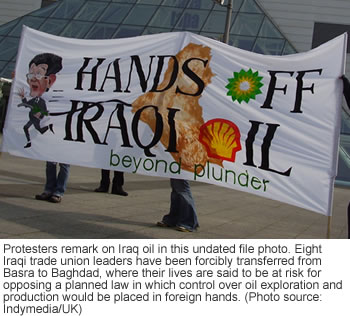 HANDS OFF
IRAQI OIL
beyond plunder
Protesters remark on Iraq oil in this undated file photo. Eight
Iraqi trade union leaders have been forcibly transferred from
Basra to Baghdad, where their lives are said to be at risk for
opposing a planned law in which control over oil exploration and
production would be placed in foreign hands. (Photo source:
Indymedia/UK)